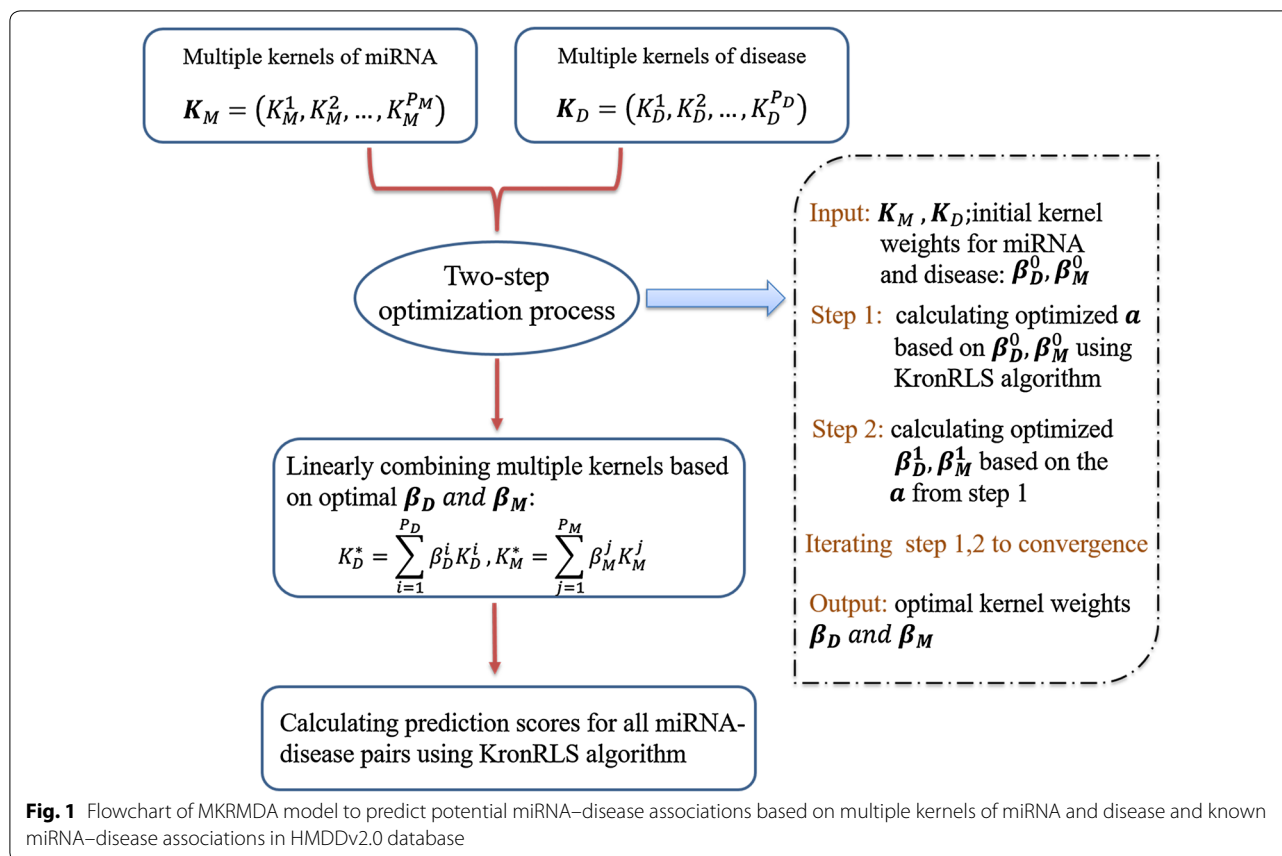 Multiple kernels of miRNA
𝑲_M = (K_M^1, K_M^2, …, K_M^{P_M})
Multiple kernels of disease
𝑲_D = (K_D^1, K_D^2, …, K_D^{P_D})
Two-step
optimization process
Input: 𝑲_M , 𝑲_D;initial kernel
weights for miRNA
and disease: 𝜷_D^0, 𝜷_M^0
Step 1: calculating optimized 𝒂
based on 𝜷_D^0, 𝜷_M^0 using
KronRLS algorithm
Step 2: calculating optimized
𝜷_D^1, 𝜷_M^1 based on the
𝒂 from step 1
Iterating step 1,2 to convergence
Output: optimal kernel weights
𝜷_D and 𝜷_M
Linearly combining multiple kernels based
on optimal 𝜷_D and 𝜷_M:
K_D^* = ∑_{i=1}^{P_D} β_D^i K_D^i , K_M^* = ∑_{j=1}^{P_M} β_M^j K_M^j
Calculating prediction scores for all miRNA-
disease pairs using KronRLS algorithm
Fig. 1 Flowchart of MKRMDA model to predict potential miRNA–disease associations based on multiple kernels of miRNA and disease and known
miRNA–disease associations in HMDDv2.0 database